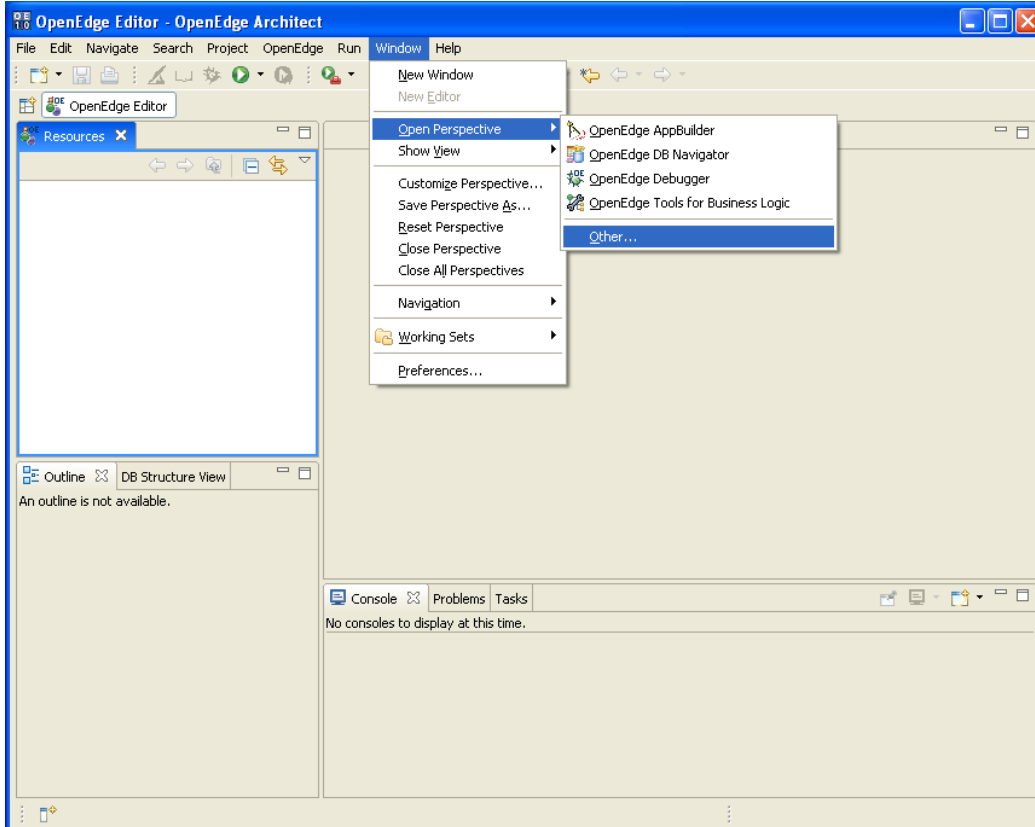 OpenEdge Editor - OpenEdge Architect
File Edit Navigate Search Project OpenEdge Run Window Help
OpenEdge Editor
Resources
New Window
New Editor
Open Perspective
Show View
Customize Perspective...
Save Perspective As...
Reset Perspective
Close Perspective
Close All Perspectives
Navigation
Working Sets
Preferences...
OpenEdge AppBuilder
OpenEdge DB Navigator
OpenEdge Debugger
OpenEdge Tools for Business Logic
Other...
Outline DB Structure View
An outline is not available.
Console Problems Tasks
No consoles to display at this time.